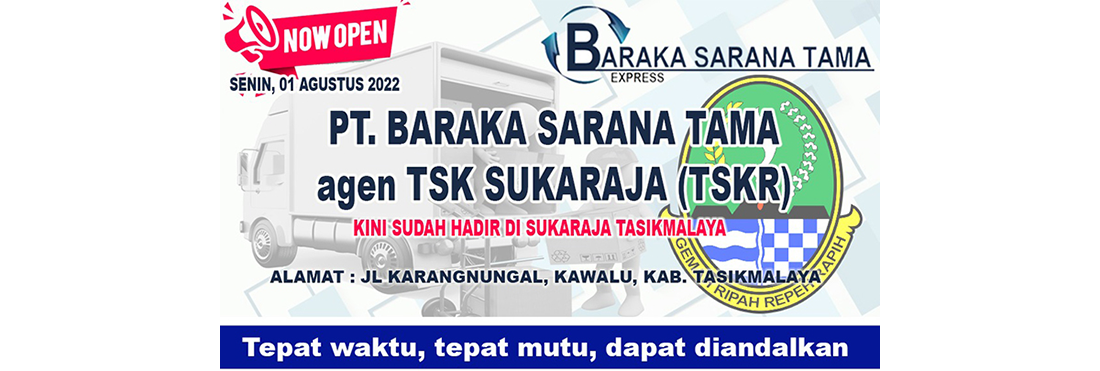 NOW OPEN
BARAKA SARANA TAMA
EXPRESS
SENIN, 01 AGUSTUS 2022
PT. BARAKA SARANA TAMA
agen TSK SUKARAJA (TSKR)
KINI SUDAH HADIR DI SUKARAJA TASIKMALAYA
ALAMAT : JL KARANGNUNGAL, KAWALU, KAB. TASIKMALAYA
GEMAH RIPAH REPEH RAPIH
Tepat waktu, tepat mutu, dapat diandalkan